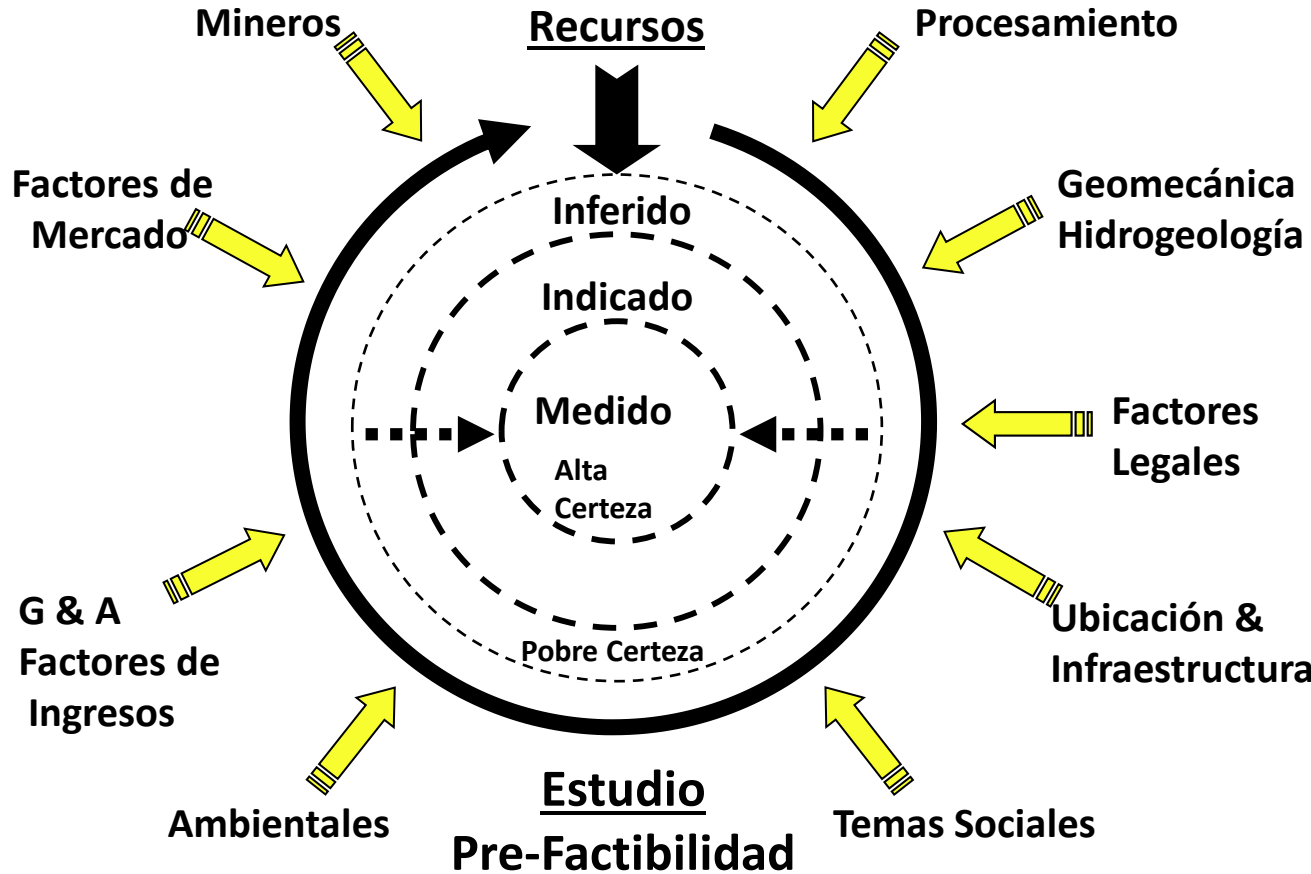 Mineros
Recursos
Procesamiento
Factores de
Mercado
Geomecánica
Hidrogeología
Inferido
Indicado
Medido
Alta
Certeza
Factores
Legales
G & A
Factores de
Ingresos
Pobre Certeza
Ubicación &
Infraestructura
Ambientales
Estudio
Pre-Factibilidad
Temas Sociales